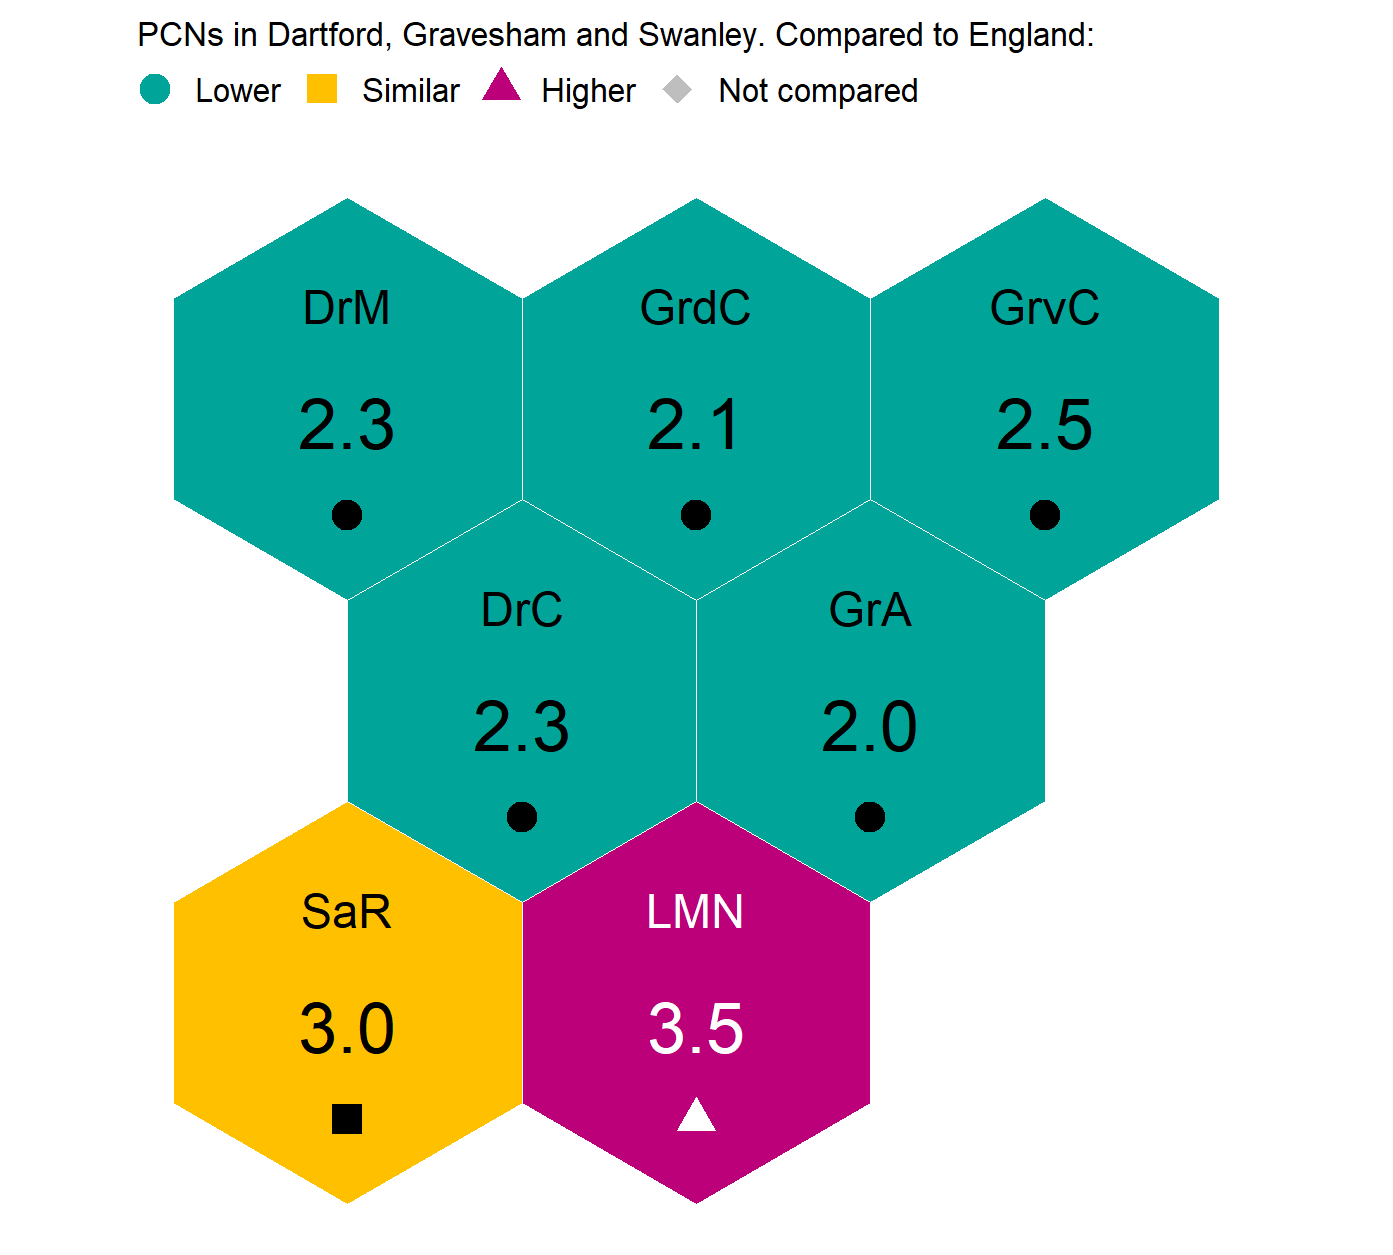 PCNs in Dartford, Gravesham and Swanley. Compared to England:
Lower Similar Higher Not compared
DrM GrdC GrvC
2.3 2.1 2.5
DrC GrA
2.3 2.0
SaR LMN
3.0 3.5